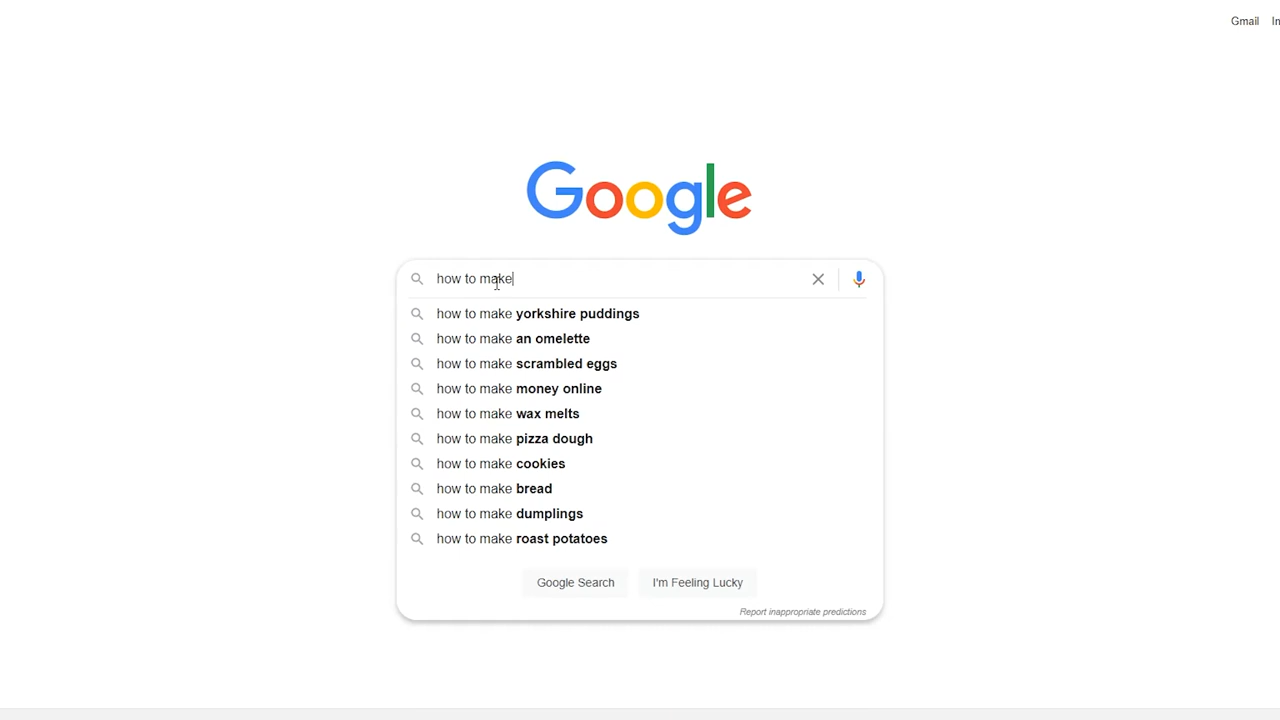 Gmail
Google
how to make
how to make yorkshire puddings
how to make an omelette
how to make scrambled eggs
how to make money online
how to make wax melts
how to make pizza dough
how to make cookies
how to make bread
how to make dumplings
how to make roast potatoes
Google Search I'm Feeling Lucky
Report inappropriate predictions